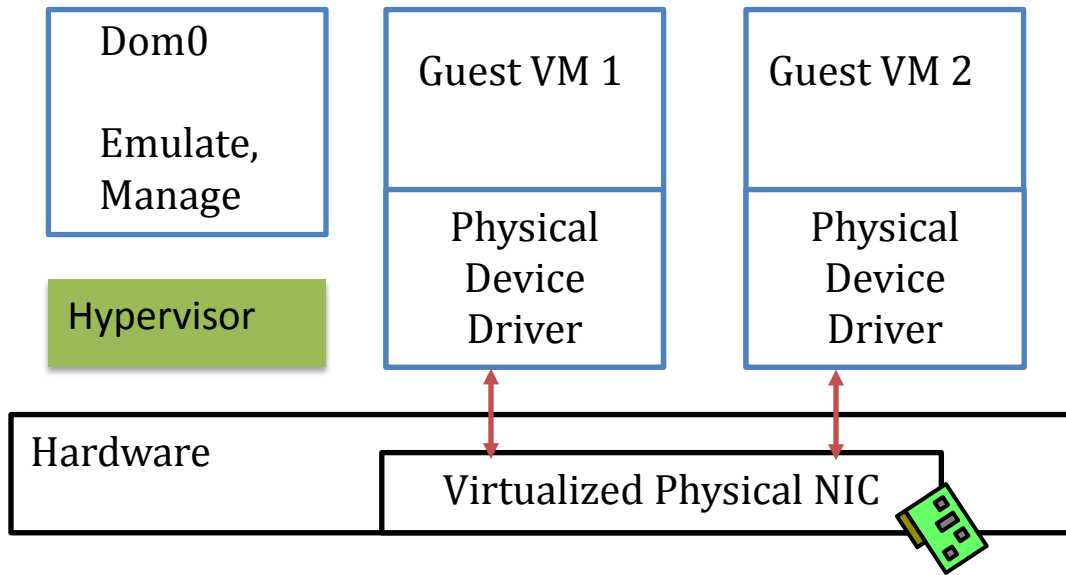 Dom0
Emulate,
Manage
Guest VM 1
Guest VM 2
Physical
Device
Driver
Physical
Device
Driver
Hypervisor
Hardware
Virtualized Physical NIC